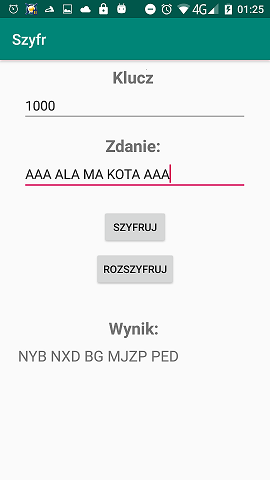 4G 01:25
Szyfr
Klucz
1000
Zdanie:
AAA ALA MA KOTA AAA
SZYFRUJ
ROZSZYFRUJ
Wynik:
NYB NXD BG MJZP PED